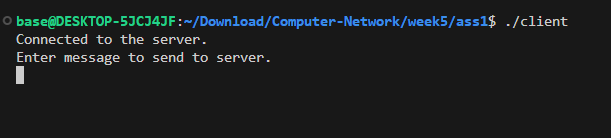 base@DESKTOP-5JCJ4JF:~/Download/Computer-Network/week5/ass1$ ./client
Connected to the server.
Enter message to send to server.